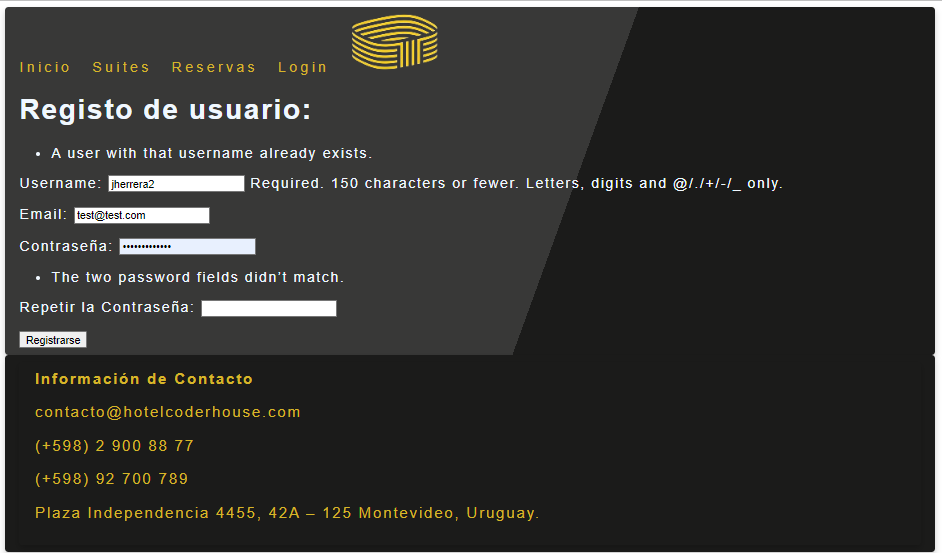 Inicio Suites Reservas Login
Registo de usuario:
• A user with that username already exists.
Username: jherrera2 Required. 150 characters or fewer. Letters, digits and @/./+/-/_ only.
Email: test@test.com
Contraseña: •••••••••••••
• The two password fields didn’t match.
Repetir la Contraseña:
Registrarse
Información de Contacto
contacto@hotelcoderhouse.com
(+598) 2 900 88 77
(+598) 92 700 789
Plaza Independencia 4455, 42A – 125 Montevideo, Uruguay.